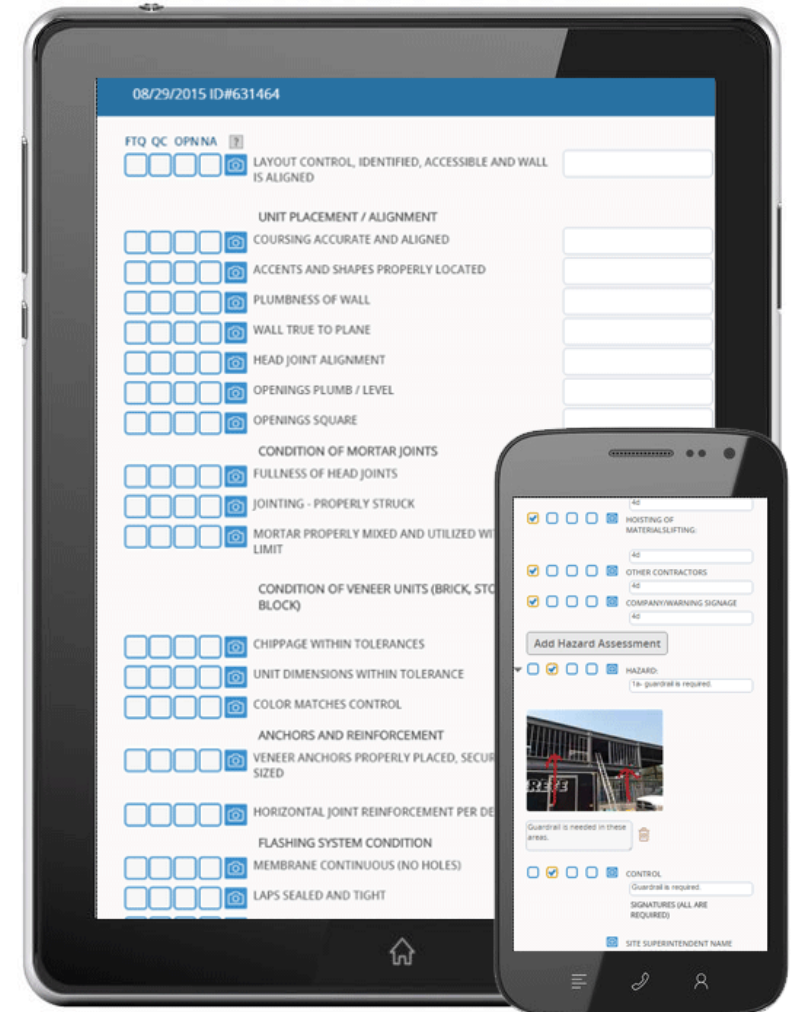 08/29/2015 ID#631464
FTQ QC OPN NA ?
LAYOUT CONTROL, IDENTIFIED, ACCESSIBLE AND WALL
IS ALIGNED
UNIT PLACEMENT / ALIGNMENT
COURSING ACCURATE AND ALIGNED
ACCENTS AND SHAPES PROPERLY LOCATED
PLUMBNESS OF WALL
WALL TRUE TO PLANE
HEAD JOINT ALIGNMENT
OPENINGS PLUMB / LEVEL
OPENINGS SQUARE
CONDITION OF MORTAR JOINTS
FULLNESS OF HEAD JOINTS
JOINTING - PROPERLY STRUCK
MORTAR PROPERLY MIXED AND UTILIZED WI
LIMIT
CONDITION OF VENEER UNITS (BRICK, STO
BLOCK)
CHIPPAGE WITHIN TOLERANCES
UNIT DIMENSIONS WITHIN TOLERANCE
COLOR MATCHES CONTROL
ANCHORS AND REINFORCEMENT
VENEER ANCHORS PROPERLY PLACED, SECUR
SIZED
HORIZONTAL JOINT REINFORCEMENT PER DE
FLASHING SYSTEM CONDITION
MEMBRANE CONTINUOUS (NO HOLES)
LAPS SEALED AND TIGHT
4d
HOISTING OF
MATERIALSLIFTING:
4d
OTHER CONTRACTORS
4d
COMPANY/WARNING SIGNAGE
4d
Add Hazard Assessment
HAZARD:
1a- guardrail is required.
RETE
Guardrail is needed in these
areas.
CONTROL
Guardrail is required.
SIGNATURES (ALL ARE
REQUIRED)
SITE SUPERINTENDENT NAME